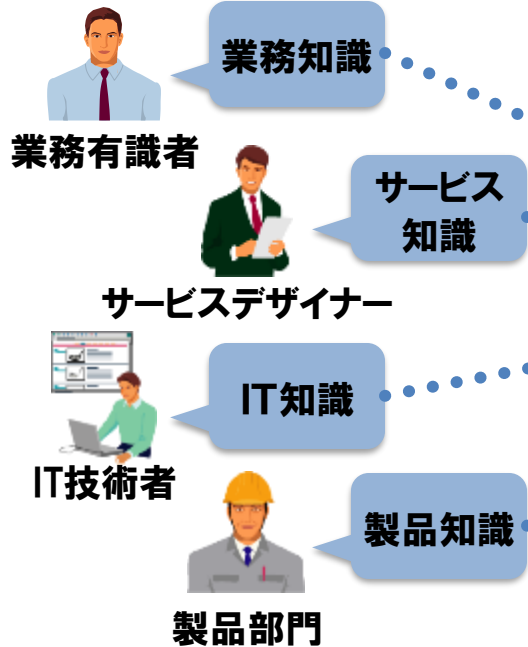 業務知識
業務有識者
サービス
知識
サービスデザイナー
IT知識
IT技術者
製品知識
製品部門